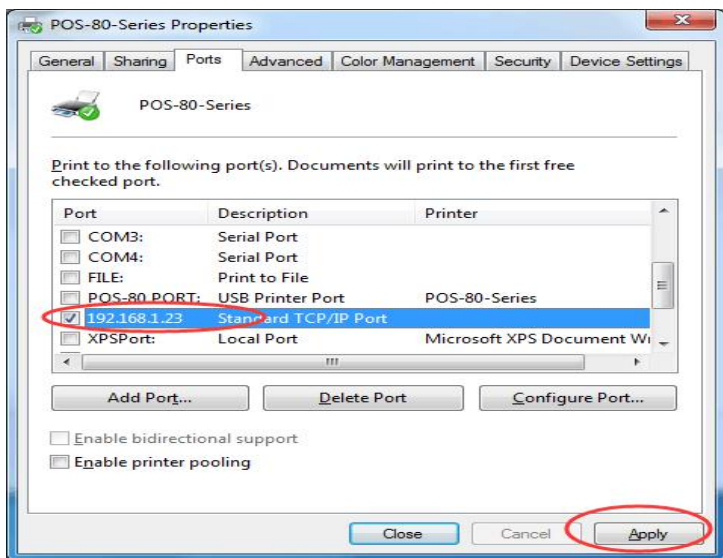 POS-80-Series Properties
General Sharing Ports Advanced Color Management Security Device Settings
POS-80-Series
Print to the following port(s). Documents will print to the first free
checked port.
Port Description Printer
COM3: Serial Port
COM4: Serial Port
FILE: Print to File
POS-80 PORT: USB Printer Port POS-80-Series
192.168.1.23 Standard TCP/IP Port
XPSPort: Local Port Microsoft XPS Document Wr
Add Port... Delete Port Configure Port...
Enable bidirectional support
Enable printer pooling
Close Cancel Apply